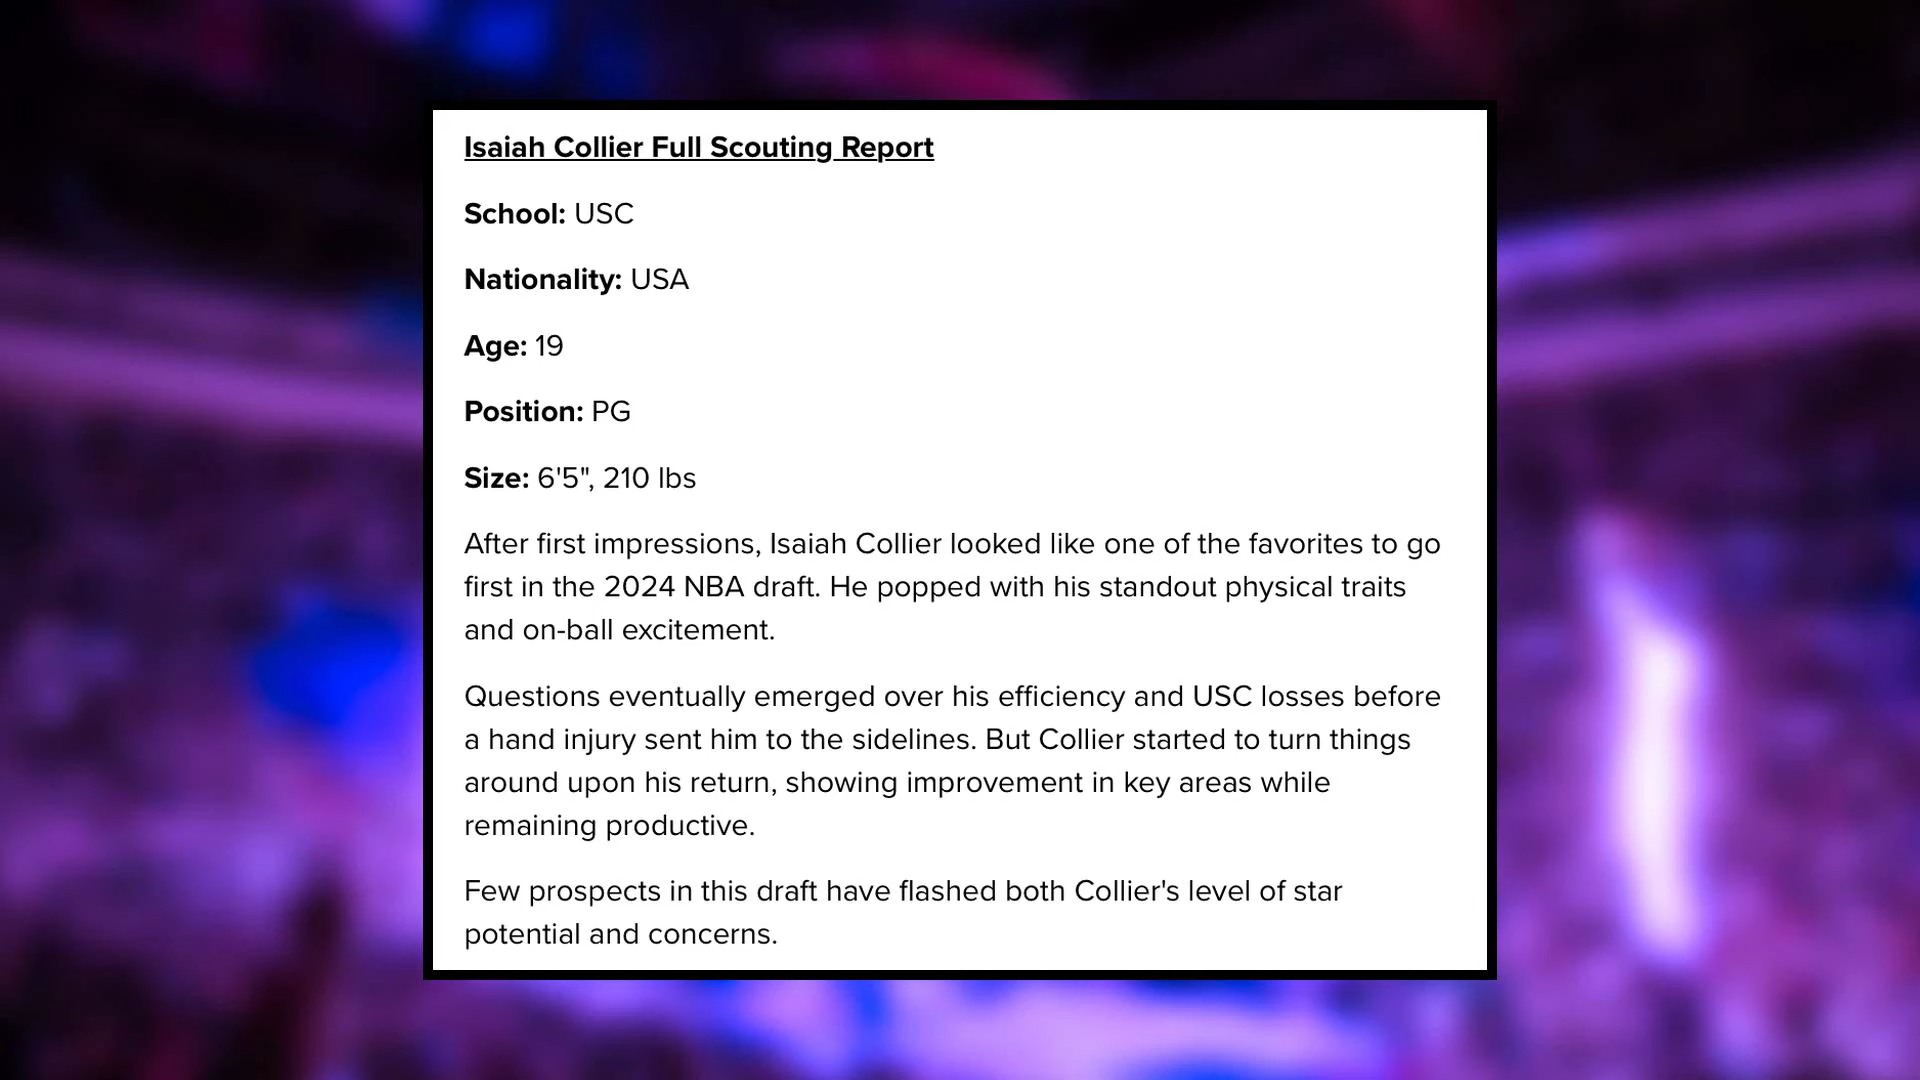 Isaiah Collier Full Scouting Report
School: USC
Nationality: USA
Age: 19
Position: PG
Size: 6'5", 210 lbs
After first impressions, Isaiah Collier looked like one of the favorites to go
first in the 2024 NBA draft. He popped with his standout physical traits
and on-ball excitement.
Questions eventually emerged over his efficiency and USC losses before
a hand injury sent him to the sidelines. But Collier started to turn things
around upon his return, showing improvement in key areas while
remaining productive.
Few prospects in this draft have flashed both Collier's level of star
potential and concerns.